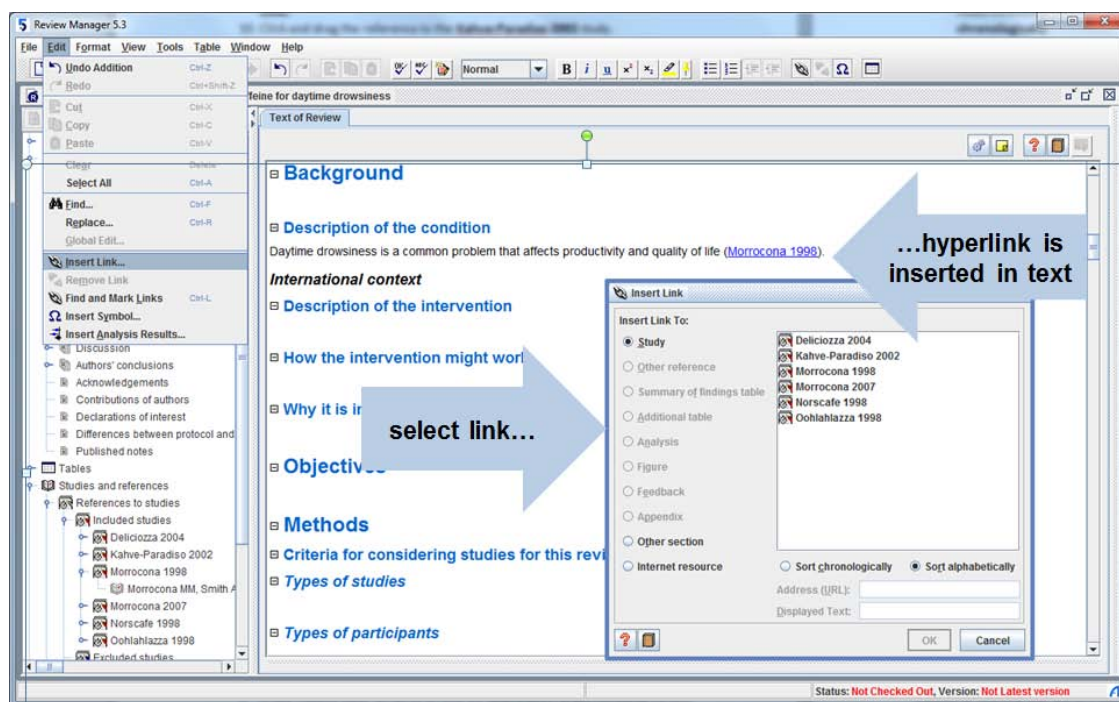 Review Manager 5.3
File Edit Format View Tools Table Window Help
Normal B i u
Undo Addition Ctrl-Z
Redo Ctrl+Shift-Z
Cut Ctrl-X
Copy Ctrl-C
Paste Ctrl-V
Clear Delete
Select All Ctrl-A
Find... Ctrl-F
Replace... Ctrl-R
Global Edit...
Insert Link...
Remove Link
Find and Mark Links Ctrl-L
Insert Symbol...
Insert Analysis Results...
Discussion
Authors' conclusions
Acknowledgements
Contributions of authors
Declarations of interest
Differences between protocol and
Published notes
Tables
Studies and references
References to studies
Included studies
Deliciozza 2004
Kahve-Paradiso 2002
Morrocona 1998
Morrocona MM, Smith A
Morrocona 2007
Norscafe 1998
Oohlahlazza 1998
Excluded studies
feine for daytime drowsiness
Text of Review
Background
Description of the condition
Daytime drowsiness is a common problem that affects productivity and quality of life (Morrocona 1998).
International context
Description of the intervention
How the intervention might work
Why it is i
Objectives
Methods
Criteria for considering studies for this revi
Types of studies
Types of participants
...hyperlink is
inserted in text
select link...
Insert Link
Insert Link To:
Study
Other reference
Summary of findings table
Additional table
Analysis
Figure
Feedback
Appendix
Other section
Internet resource
Deliciozza 2004
Kahve-Paradiso 2002
Morrocona 1998
Morrocona 2007
Norscafe 1998
Oohlahlazza 1998
Sort chronologically Sort alphabetically
Address (URL):
Displayed Text:
OK Cancel
Status: Not Checked Out, Version: Not Latest version